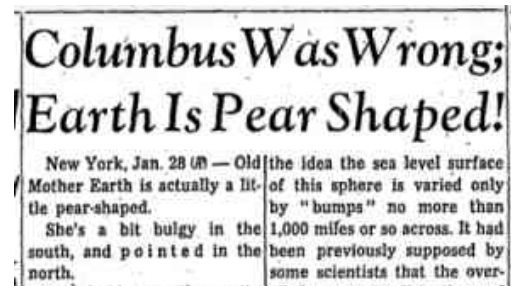 Columbus Was Wrong;
Earth Is Pear Shaped!
New York, Jan. 28 (AP) — Old
Mother Earth is actually a lit-
tle pear-shaped.
She's a bit bulgy in the
south, and pointed in the
north.
the idea the sea level surface
of this sphere is varied only
by "bumps" no more than
1,000 miles or so across. It had
been previously supposed by
some scientists that the over-